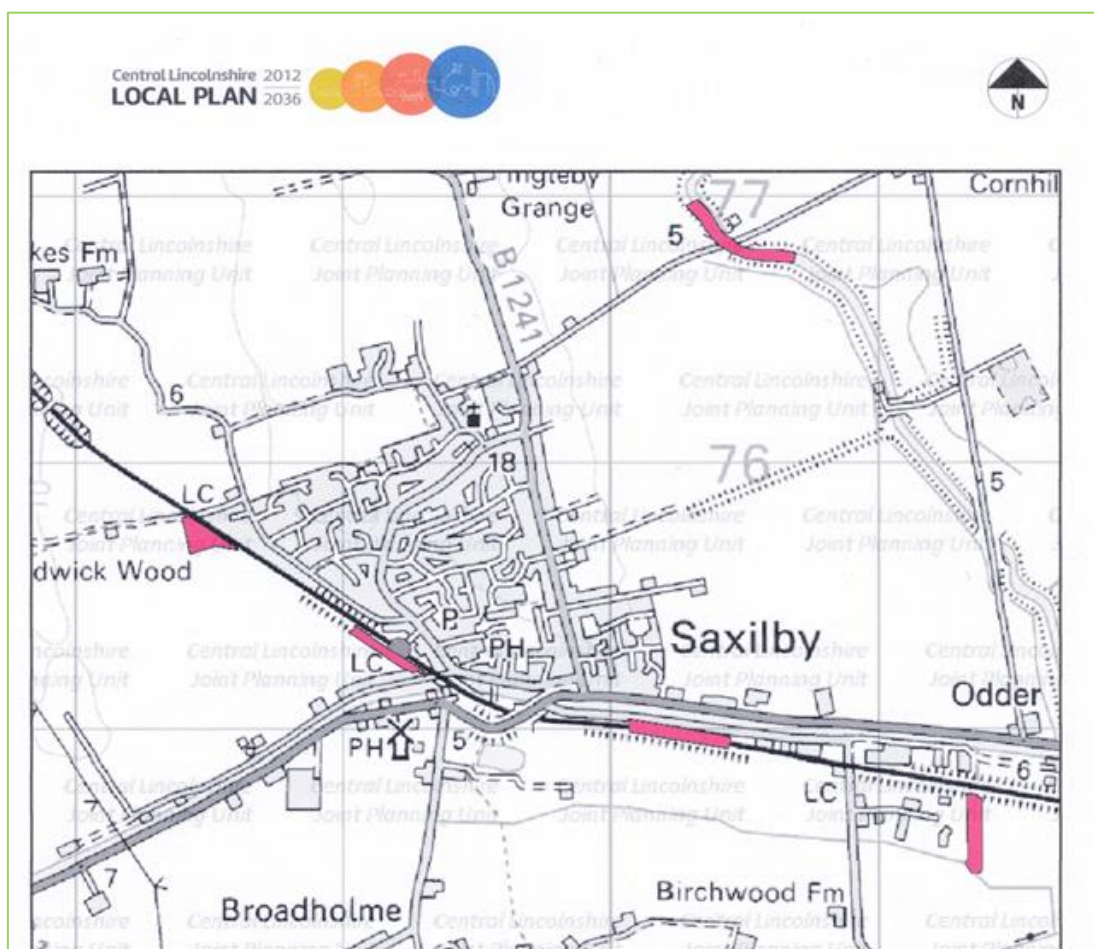 Central Lincolnshire 2012
LOCAL PLAN 2036
N
Grange
Cornhil
77
5
kes Fm
B 1241
6
76
18
5
LC
dwick Wood
P
PH
Saxilby
LC
Odder
PH
5
6
LC
7
7
Broadholme
Birchwood Fm
Central Lincolnshire
Joint Planning Unit